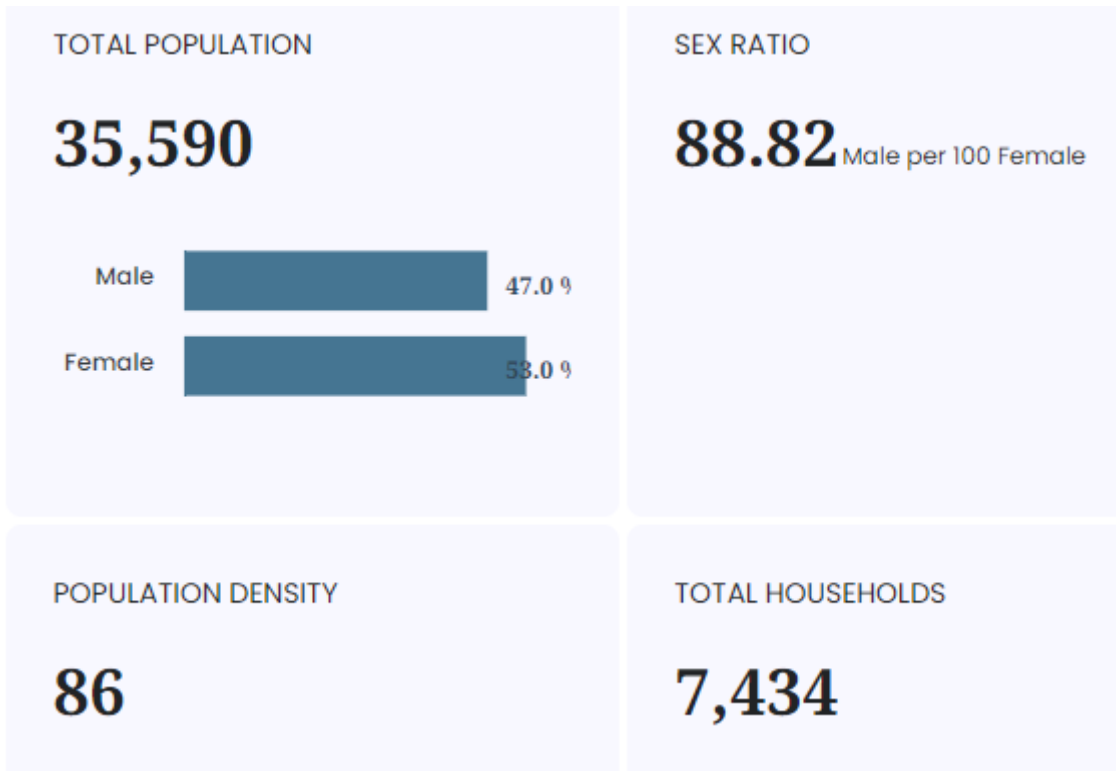 TOTAL POPULATION
35,590
Male 47.0 %
Female 53.0 %
SEX RATIO
88.82 Male per 100 Female
POPULATION DENSITY
86
TOTAL HOUSEHOLDS
7,434